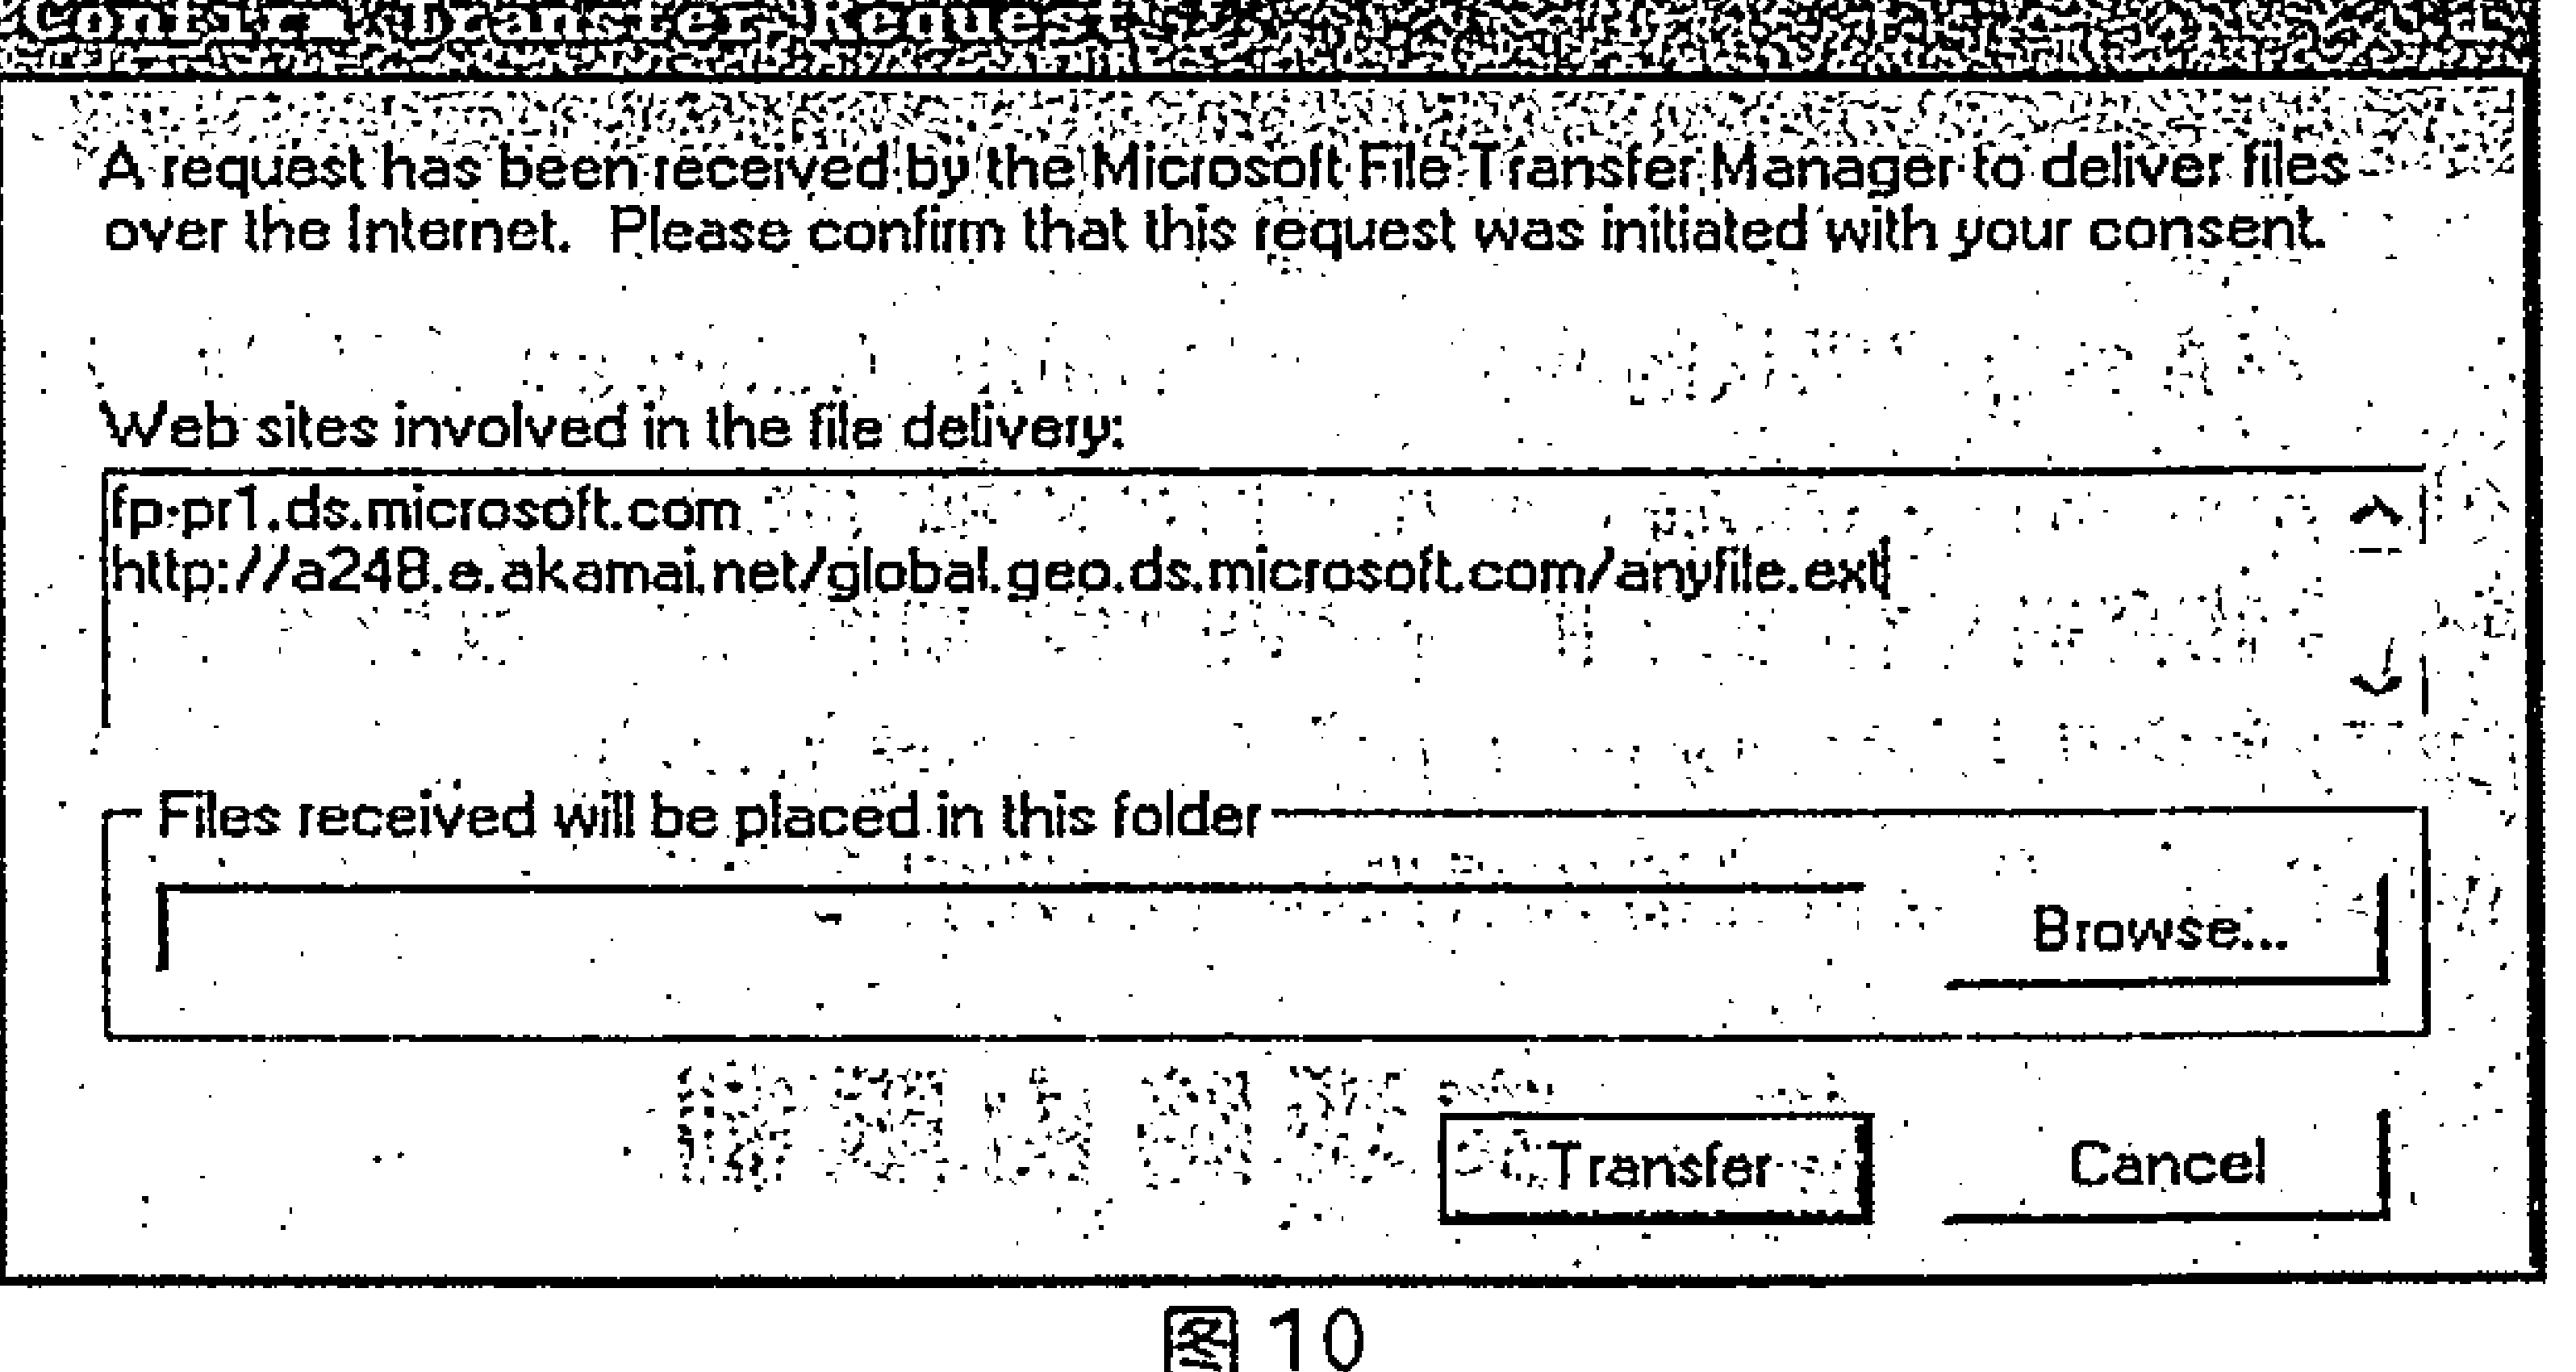 Confirm Transfer Request
A request has been received by the Microsoft File Transfer Manager to deliver files
over the Internet.  Please confirm that this request was initiated with your consent.
Web sites involved in the file delivery:
fp-pr1.ds.microsoft.com
http://a248.e.akamai.net/global.geo.ds.microsoft.com/anyfile.ext
Files received will be placed in this folder
Browse...
Transfer
Cancel
图 10